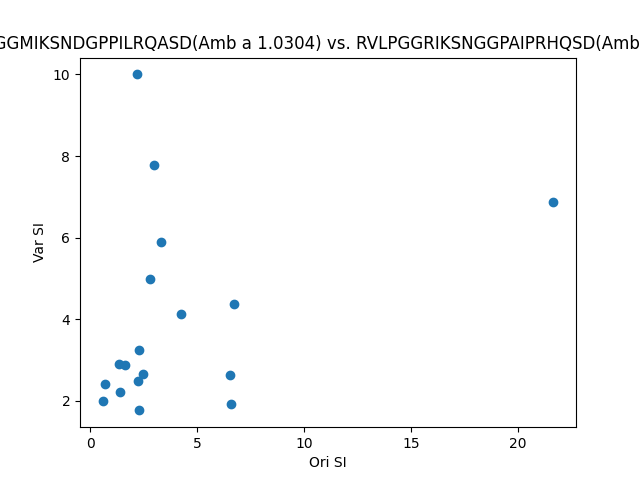 GGMIKSNDGPPILRQASD(Amb a 1.0304) vs. RVLPGGRIKSNGGPAIPRHQSD(Amb
10
8
6
4
2
Var SI
0 5 10 15 20
Ori SI